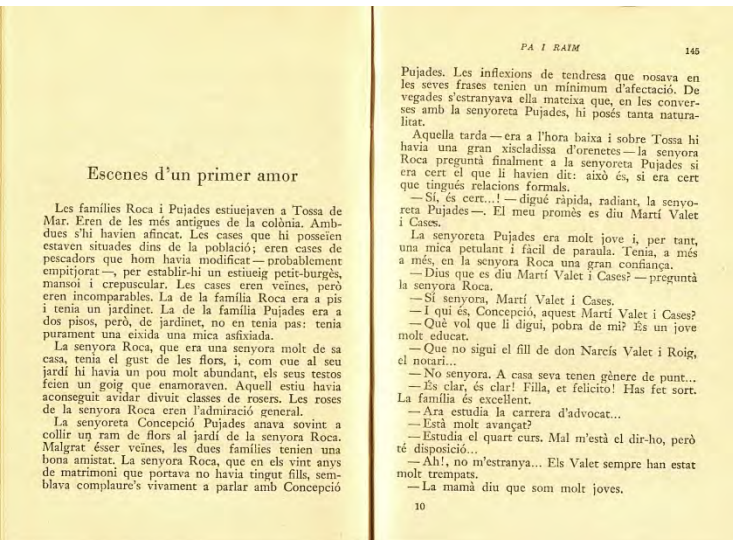 Escenes d'un primer amor
Les famílies Roca i Pujades estiuejaven a Tossa de
Mar. Eren de les més antigues de la colònia. Amb-
dues s'hi havien afincat. Les cases que hi posseïen
estaven situades dins de la població; eren cases de
pescadors que hom havia modificat — probablement
empitjorat —, per establir-hi un estiueig petit-burgès,
mansoi i crepuscular. Les cases eren veïnes, però
eren incomparables. La de la família Roca era a pis
i tenia un jardinet. La de la família Pujades era a
dos pisos, però, de jardinet, no en tenia pas: tenia
purament una eixida una mica asfixiada.
La senyora Roca, que era una senyora molt de sa
casa, tenia el gust de les flors, i, com que al seu
jardí hi havia un pou molt abundant, els seus testos
feien un goig que enamoraven. Aquell estiu havia
aconseguit avidar divuit classes de rosers. Les roses
de la senyora Roca eren l'admiració general.
La senyoreta Concepció Pujades anava sovint a
collir un ram de flors al jardí de la senyora Roca.
Malgrat ésser veïnes, les dues famílies tenien una
bona amistat. La senyora Roca, que en els vint anys
de matrimoni que portava no havia tingut fills, sem-
blava complaure's vivament a parlar amb Concepció
PA I RAÏM
145
Pujades. Les inflexions de tendresa que posava en
les seves frases tenien un mínimum d'afectació. De
vegades s'estranyava ella mateixa que, en les conver-
ses amb la senyoreta Pujades, hi posés tanta natura-
litat.
Aquella tarda — era a l'hora baixa i sobre Tossa hi
havia una gran xiscladissa d'orenetes — la senyora
Roca preguntà finalment a la senyoreta Pujades si
era cert el que li havien dit: això és, si era cert
que tingués relacions formals.
— Sí, és cert...! — digué ràpida, radiant, la senyo-
reta Pujades —. El meu promès es diu Martí Valet
i Cases.
La senyoreta Pujades era molt jove i, per tant,
una mica petulant i fàcil de paraula. Tenia, a més
a més, en la senyora Roca una gran confiança.
— Dius que es diu Martí Valet i Cases? — preguntà
la senyora Roca.
— Sí senyora, Martí Valet i Cases.
— I qui és, Concepció, aquest Martí Valet i Cases?
— Què vol que li digui, pobra de mi? És un jove
molt educat.
— Que no sigui el fill de don Narcís Valet i Roig,
el notari...
— No senyora. A casa seva tenen gènere de punt...
— És clar, és clar! Filla, et felicito! Has fet sort.
La família és excellent.
— Ara estudia la carrera d'advocat...
— Està molt avançat?
— Estudia el quart curs. Mal m'està el dir-ho, però
té disposició...
— Ah!, no m'estranya... Els Valet sempre han estat
molt trempats.
— La mamà diu que som molt joves.
10